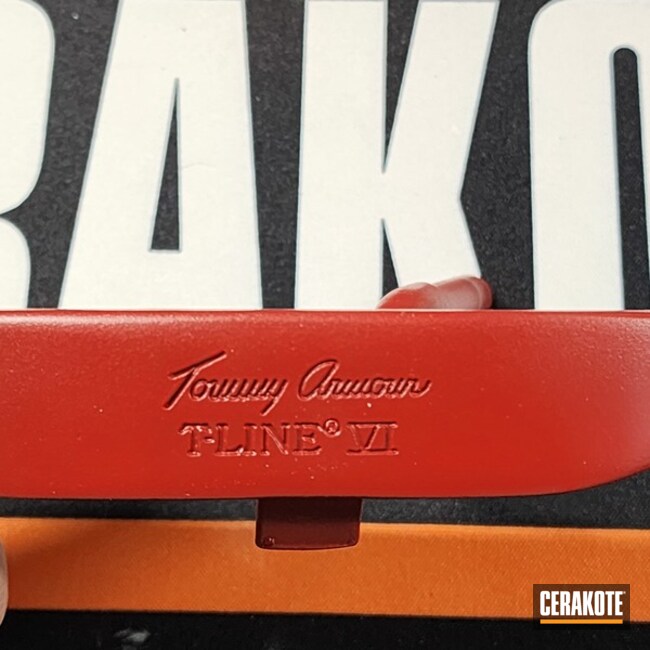 RAKO
Tommy Armour
T-LINE® VI
CERAKOTE